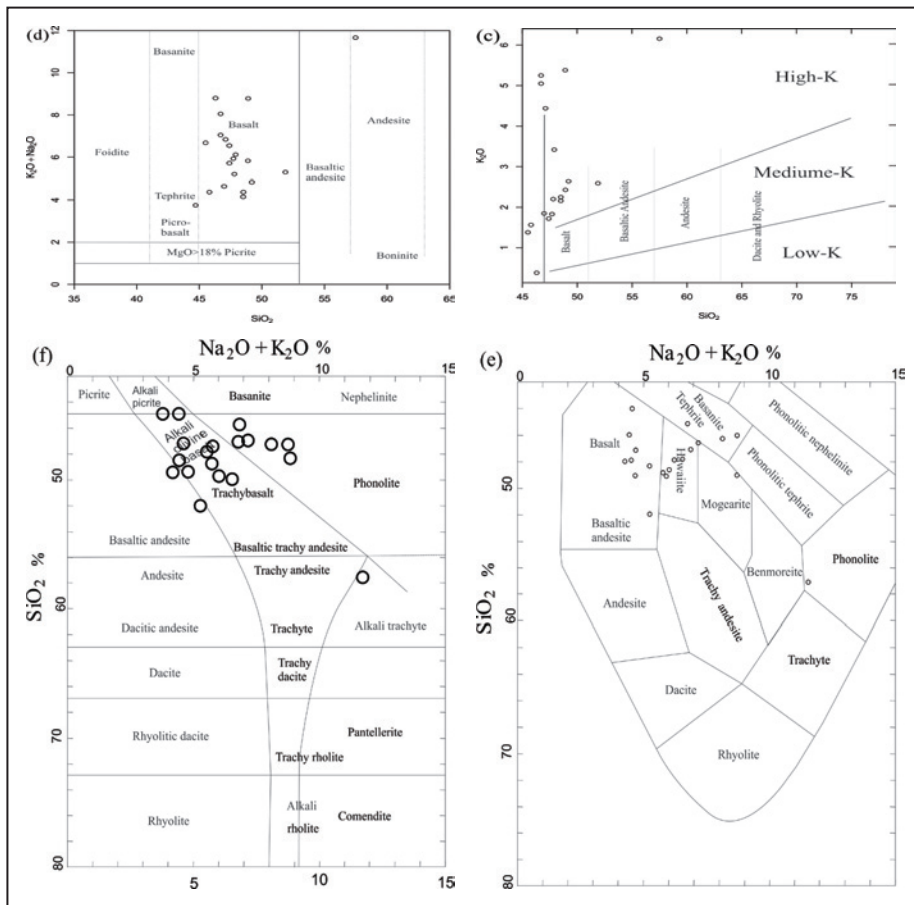 (d)
12
10
8
6
4
2
0
K₂O+Na₂O
Basanite
Basalt
Foidite
Andesite
Basaltic
andesite
Tephrite
Picro-
basalt
MgO>18% Picrite
Boninite
35
40
45
50
55
60
65
SiO₂
(c)
6
5
4
3
2
1
K₂O
High-K
Mediume-K
Low-K
Basalt
Basaltic Andesite
Andesite
Dacite and Rhyolite
45
50
55
60
65
70
75
SiO₂
(f)
Na₂O + K₂O %
0
5
10
15
Picrite
Alkali
picrite
Basanite
Nephelinite
Alkali
olivine
basalt
50
Trachybasalt
Phonolite
Basaltic andesite
Basaltic trachy andesite
Andesite
Trachy andesite
SiO₂ %
60
Dacitic andesite
Trachyte
Alkali trachyte
Dacite
Trachy
dacite
Rhyolitic dacite
Pantellerite
70
Trachy rholite
Rhyolite
Alkali
rholite
Comendite
80
5
10
15
(e)
Na₂O + K₂O %
0
5
10
15
Basalt
Tephrite
Basanite
Phonolitic nephelinite
Phonolitic tephrite
Hawaiite
50
Mogearite
Basaltic
andesite
Benmoreite
Phonolite
Andesite
Trachy andesite
SiO₂ %
60
Trachyte
Dacite
Rhyolite
70
80